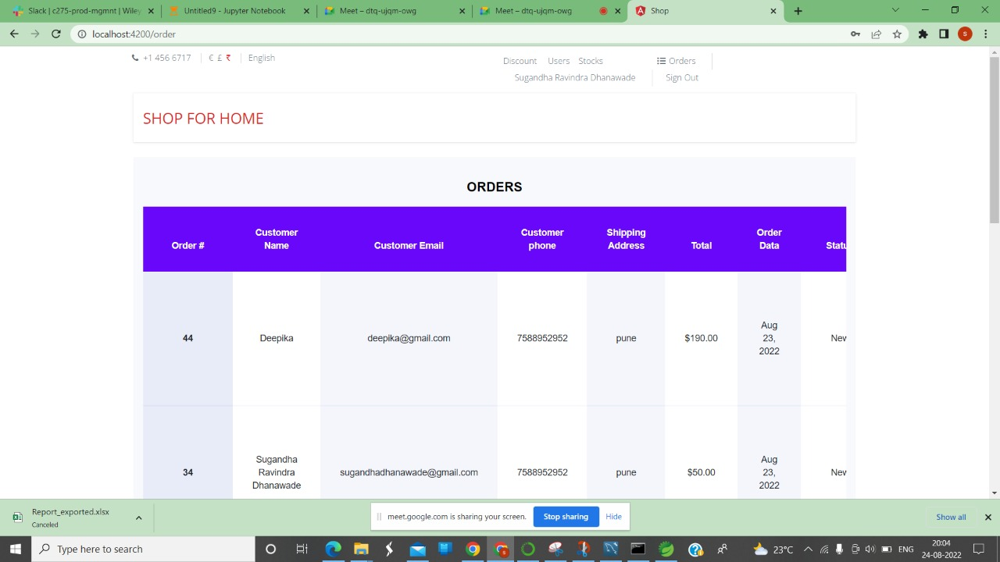 Slack | c275-prod-mgmnt | Wiley
Untitled9 - Jupyter Notebook
Meet – dtq-ujqm-owg
Meet – dtq-ujqm-owg
Shop
localhost:4200/order
S
+1 456 6717
€ £ ₹
English
Discount Users Stocks
Orders
Sugandha Ravindra Dhanawade
Sign Out
SHOP FOR HOME
ORDERS
Order #
Customer
Name
Customer Email
Customer
phone
Shipping
Address
Total
Order
Data
Statu
44
Deepika
deepika@gmail.com
7588952952
pune
$190.00
Aug
23,
2022
New
34
Sugandha
Ravindra
Dhanawade
sugandhadhanawade@gmail.com
7588952952
pune
$50.00
Aug
23,
2022
New
Report_exported.xlsx
Canceled
meet.google.com is sharing your screen.
Stop sharing
Hide
Show all
Type here to search
23°C
ENG
20:04
24-08-2022